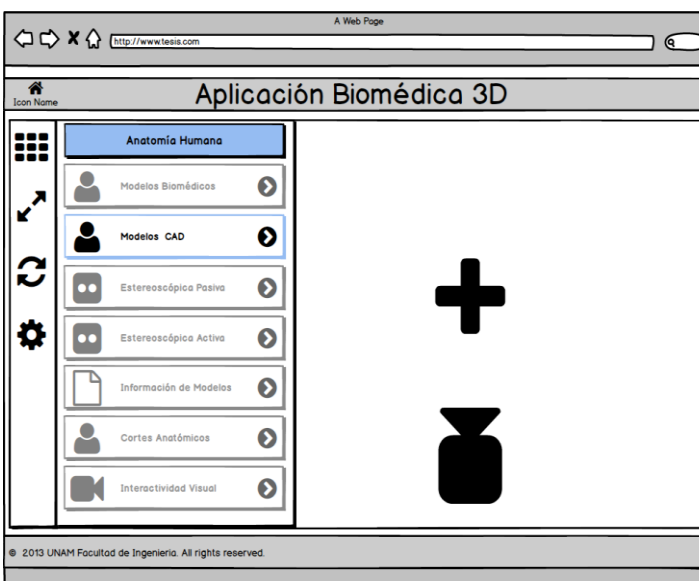 A Web Page
http://www.tesis.com
Icon Name
Aplicación Biomédica 3D
Anatomía Humana
Modelos Biomédicos
Modelos CAD
Estereoscópica Pasiva
Estereoscópica Activa
Información de Modelos
Cortes Anatómicos
Interactividad Visual
© 2013 UNAM Facultad de Ingenieria. All rights reserved.